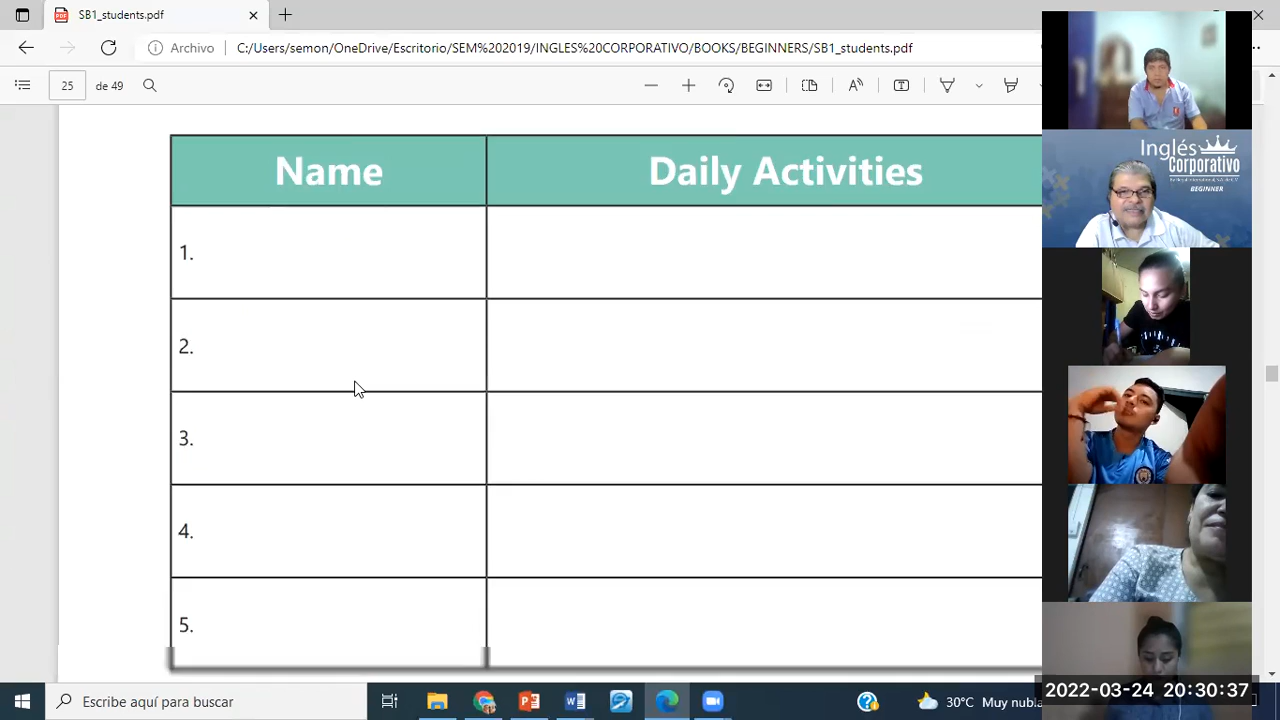 SB1_students.pdf
Archivo
C:/Users/semon/OneDrive/Escritorio/SEM%202019/INGLES%20CORPORATIVO/BOOKS/BEGINNERS/SB1_students.pdf
25 de 49
Name
Daily Activities
1.
2.
3.
4.
5.
Inglés
Corporativo
BEGINNER
Escribe aquí para buscar
30°C Muy nubla
2022-03-24 20:30:37